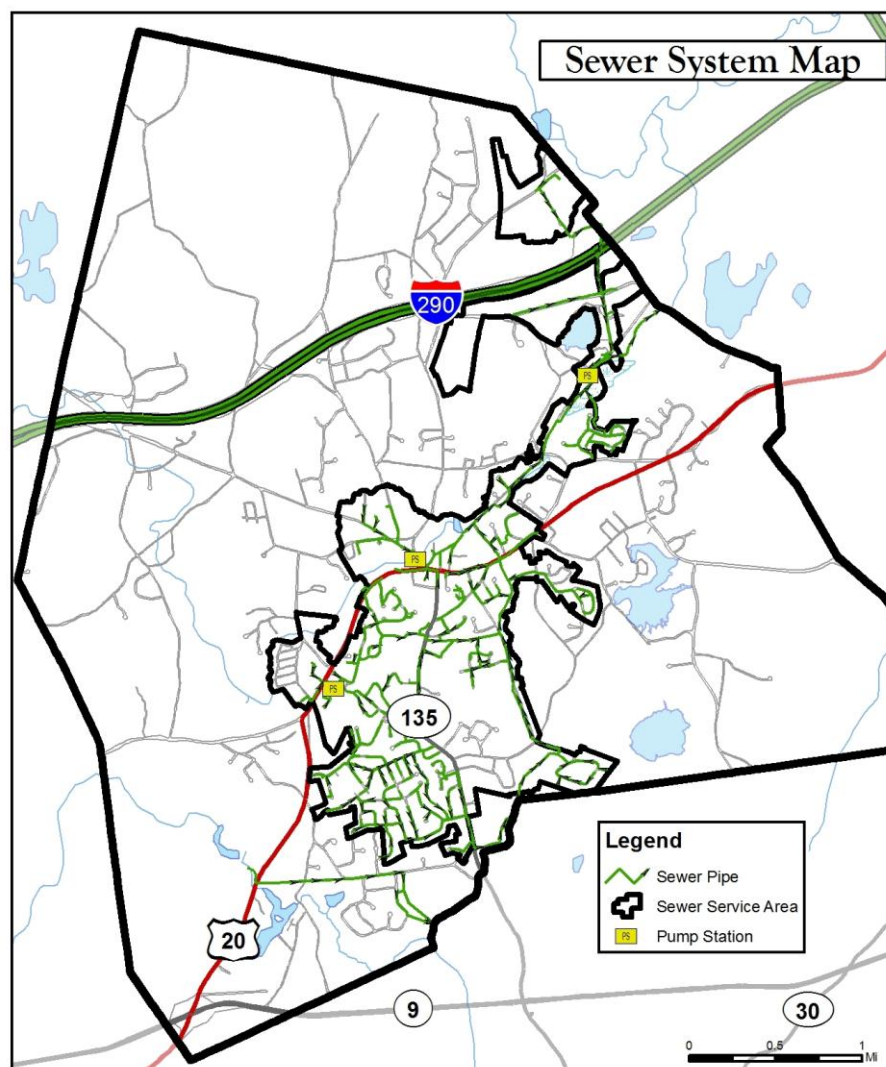 Sewer System Map
290
PS
PS
PS
135
Legend
Sewer Pipe
Sewer Service Area
PS Pump Station
20
9
30
0 0.5 1
Mi